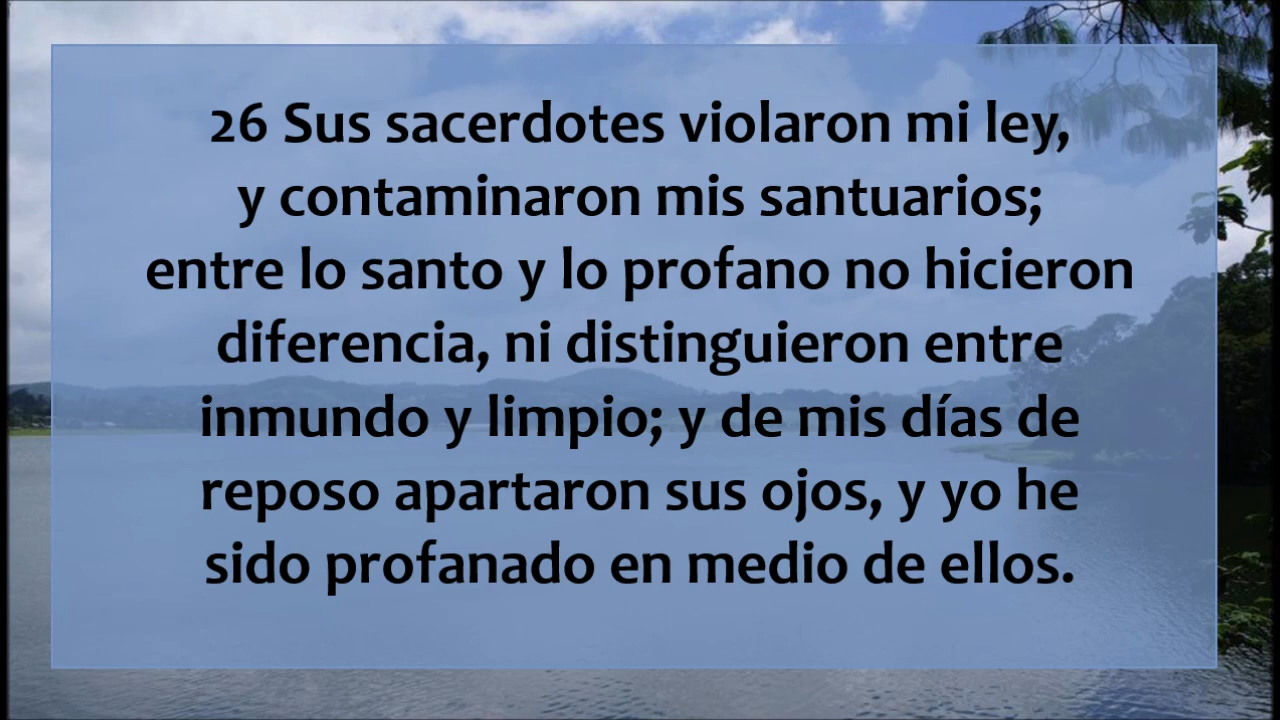 26 Sus sacerdotes violaron mi ley,
y contaminaron mis santuarios;
entre lo santo y lo profano no hicieron
diferencia, ni distinguieron entre
inmundo y limpio; y de mis días de
reposo apartaron sus ojos, y yo he
sido profanado en medio de ellos.